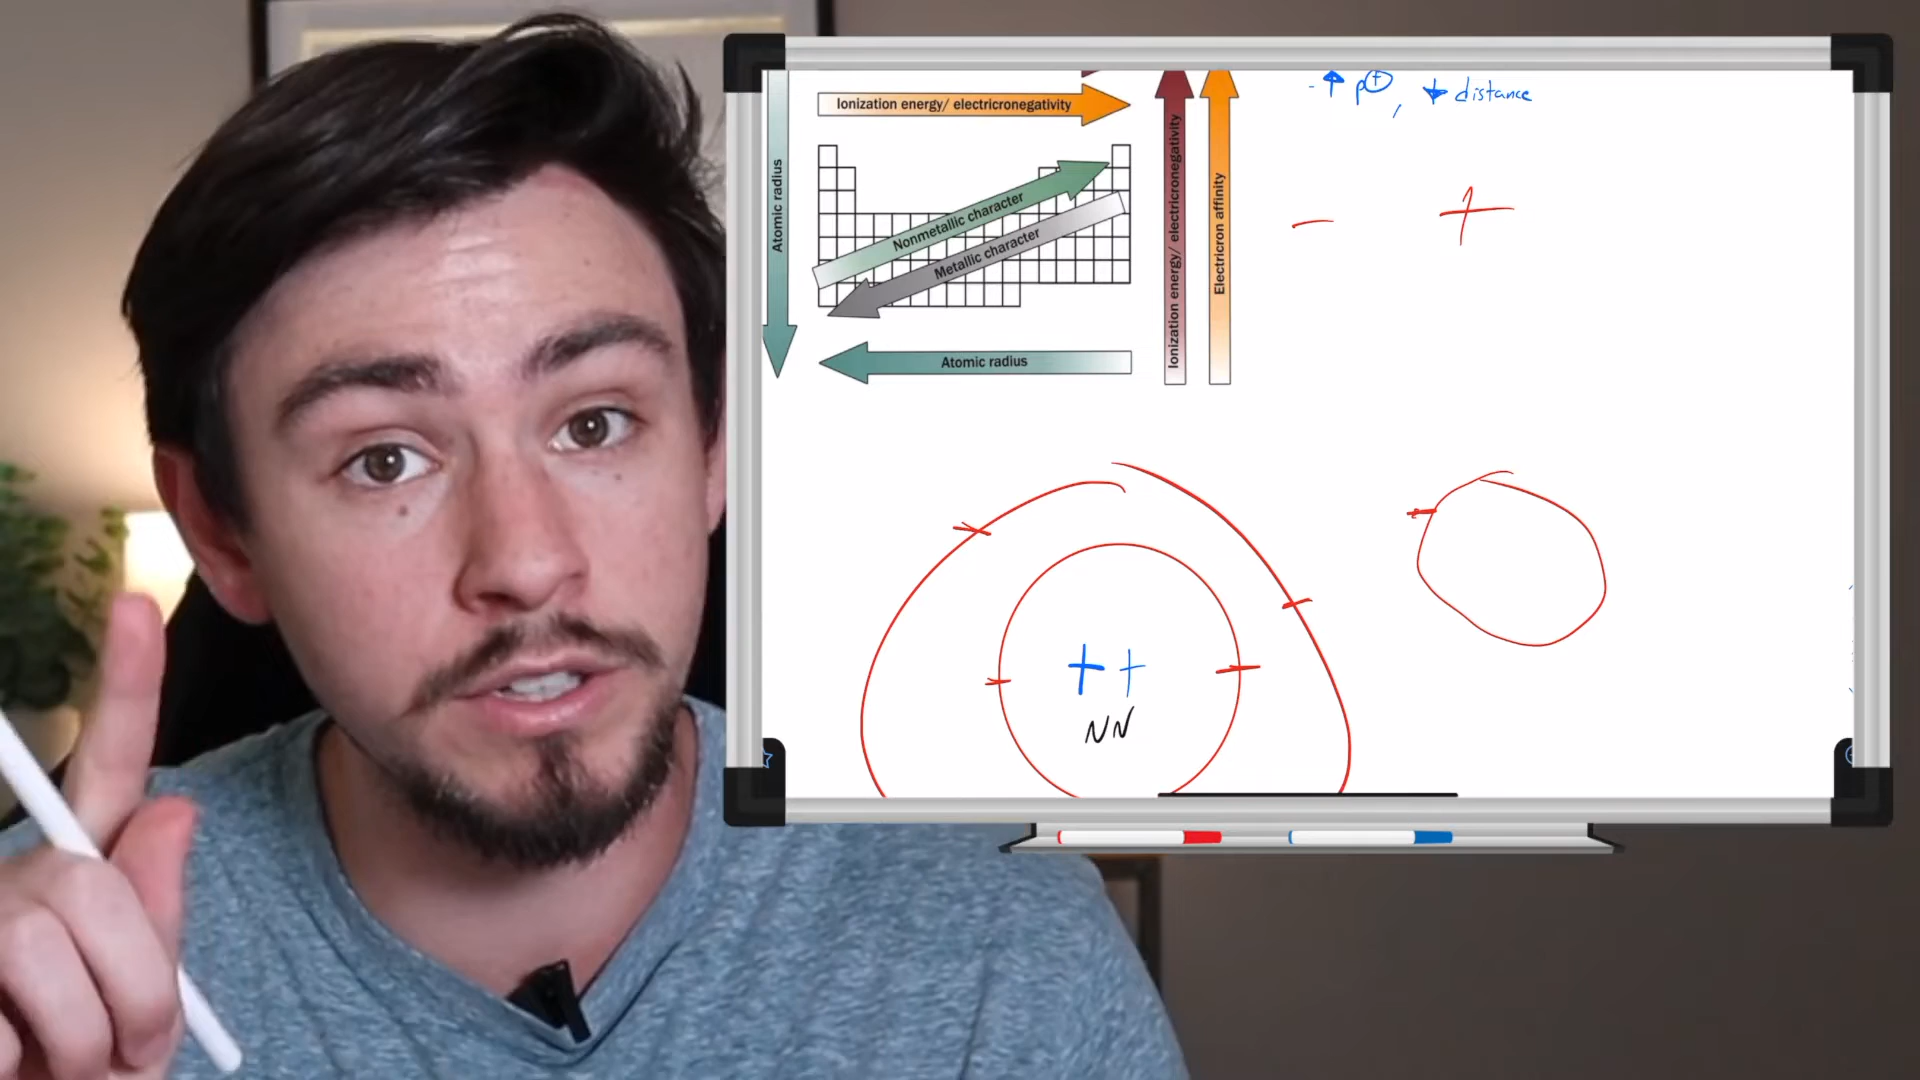 - ↑ p⊕, ↓ distance
Ionization energy/ electricronegativity
Atomic radius
Nonmetallic character
Metallic character
Atomic radius
Ionization energy/ electricronegativity
Electricron affinity
- +
+ +
NN